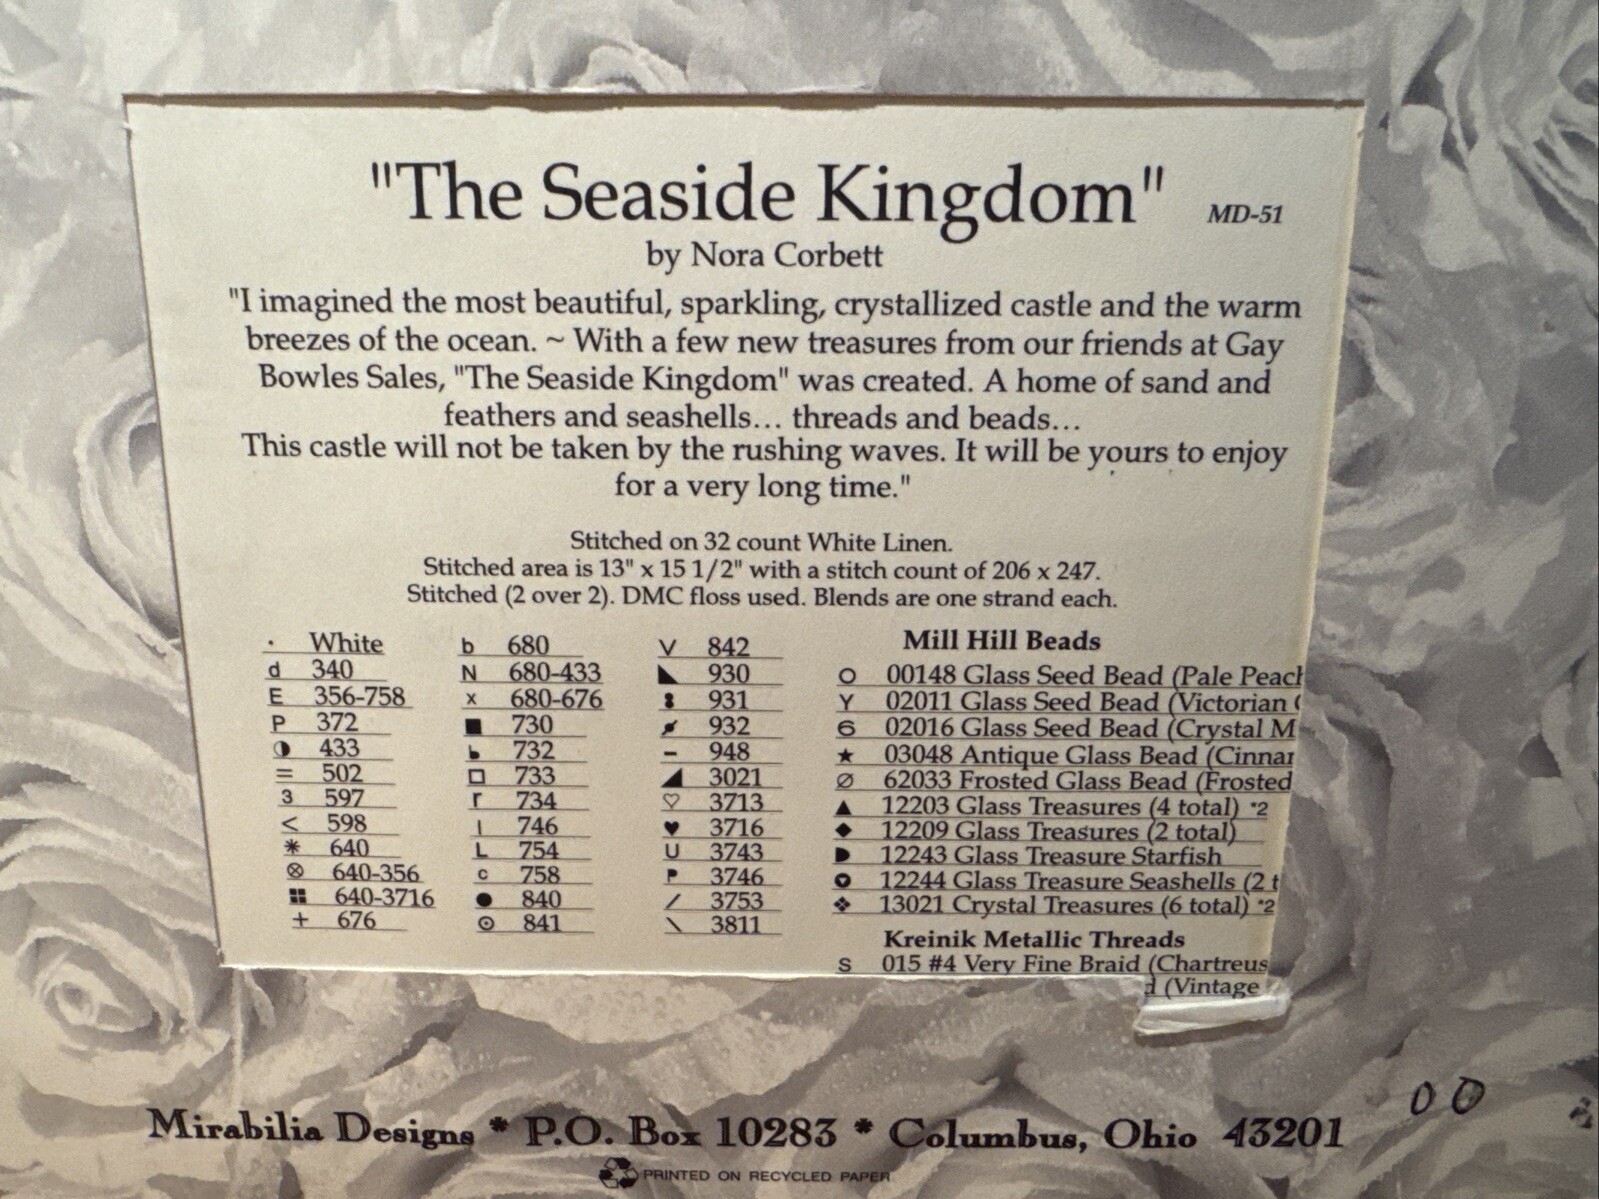 "The Seaside Kingdom" MD-51
by Nora Corbett
"I imagined the most beautiful, sparkling, crystallized castle and the warm
breezes of the ocean. ~ With a few new treasures from our friends at Gay
Bowles Sales, "The Seaside Kingdom" was created. A home of sand and
feathers and seashells... threads and beads...
This castle will not be taken by the rushing waves. It will be yours to enjoy
for a very long time."
Stitched on 32 count White Linen.
Stitched area is 13" x 15 1/2" with a stitch count of 206 x 247.
Stitched (2 over 2). DMC floss used. Blends are one strand each.
· White
d 340
E 356-758
P 372
◑ 433
= 502
3 597
< 598
✳ 640
⊗ 640-356
⊞ 640-3716
+ 676
b 680
N 680-433
x 680-676
■ 730
732
□ 733
r 734
| 746
L 754
c 758
● 840
⊙ 841
V 842
◣ 930
931
932
– 948
◢ 3021
♡ 3713
♥ 3716
U 3743
P 3746
/ 3753
\ 3811
Mill Hill Beads
O 00148 Glass Seed Bead (Pale Peach
Y 02011 Glass Seed Bead (Victorian
6 02016 Glass Seed Bead (Crystal M
★ 03048 Antique Glass Bead (Cinnar
∅ 62033 Frosted Glass Bead (Frosted
▲ 12203 Glass Treasures (4 total) *2
◆ 12209 Glass Treasures (2 total)
◗ 12243 Glass Treasure Starfish
12244 Glass Treasure Seashells (2 t
❖ 13021 Crystal Treasures (6 total) *2
Kreinik Metallic Threads
S 015 #4 Very Fine Braid (Chartreus
d (Vintage
Mirabilia Designs * P.O. Box 10283 * Columbus, Ohio 43201
PRINTED ON RECYCLED PAPER
00